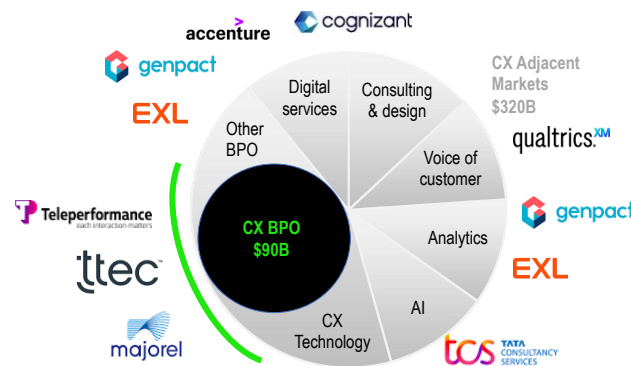 accenture
cognizant
genpact
EXL
CX Adjacent
Markets
$320B
Digital
services
Consulting
& design
Other
BPO
qualtrics.XM
Voice of
customer
Teleperformance
each interaction matters
CX BPO
$90B
genpact
Analytics
EXL
ttec™
AI
CX
Technology
majorel
tcs
TATA
CONSULTANCY
SERVICES